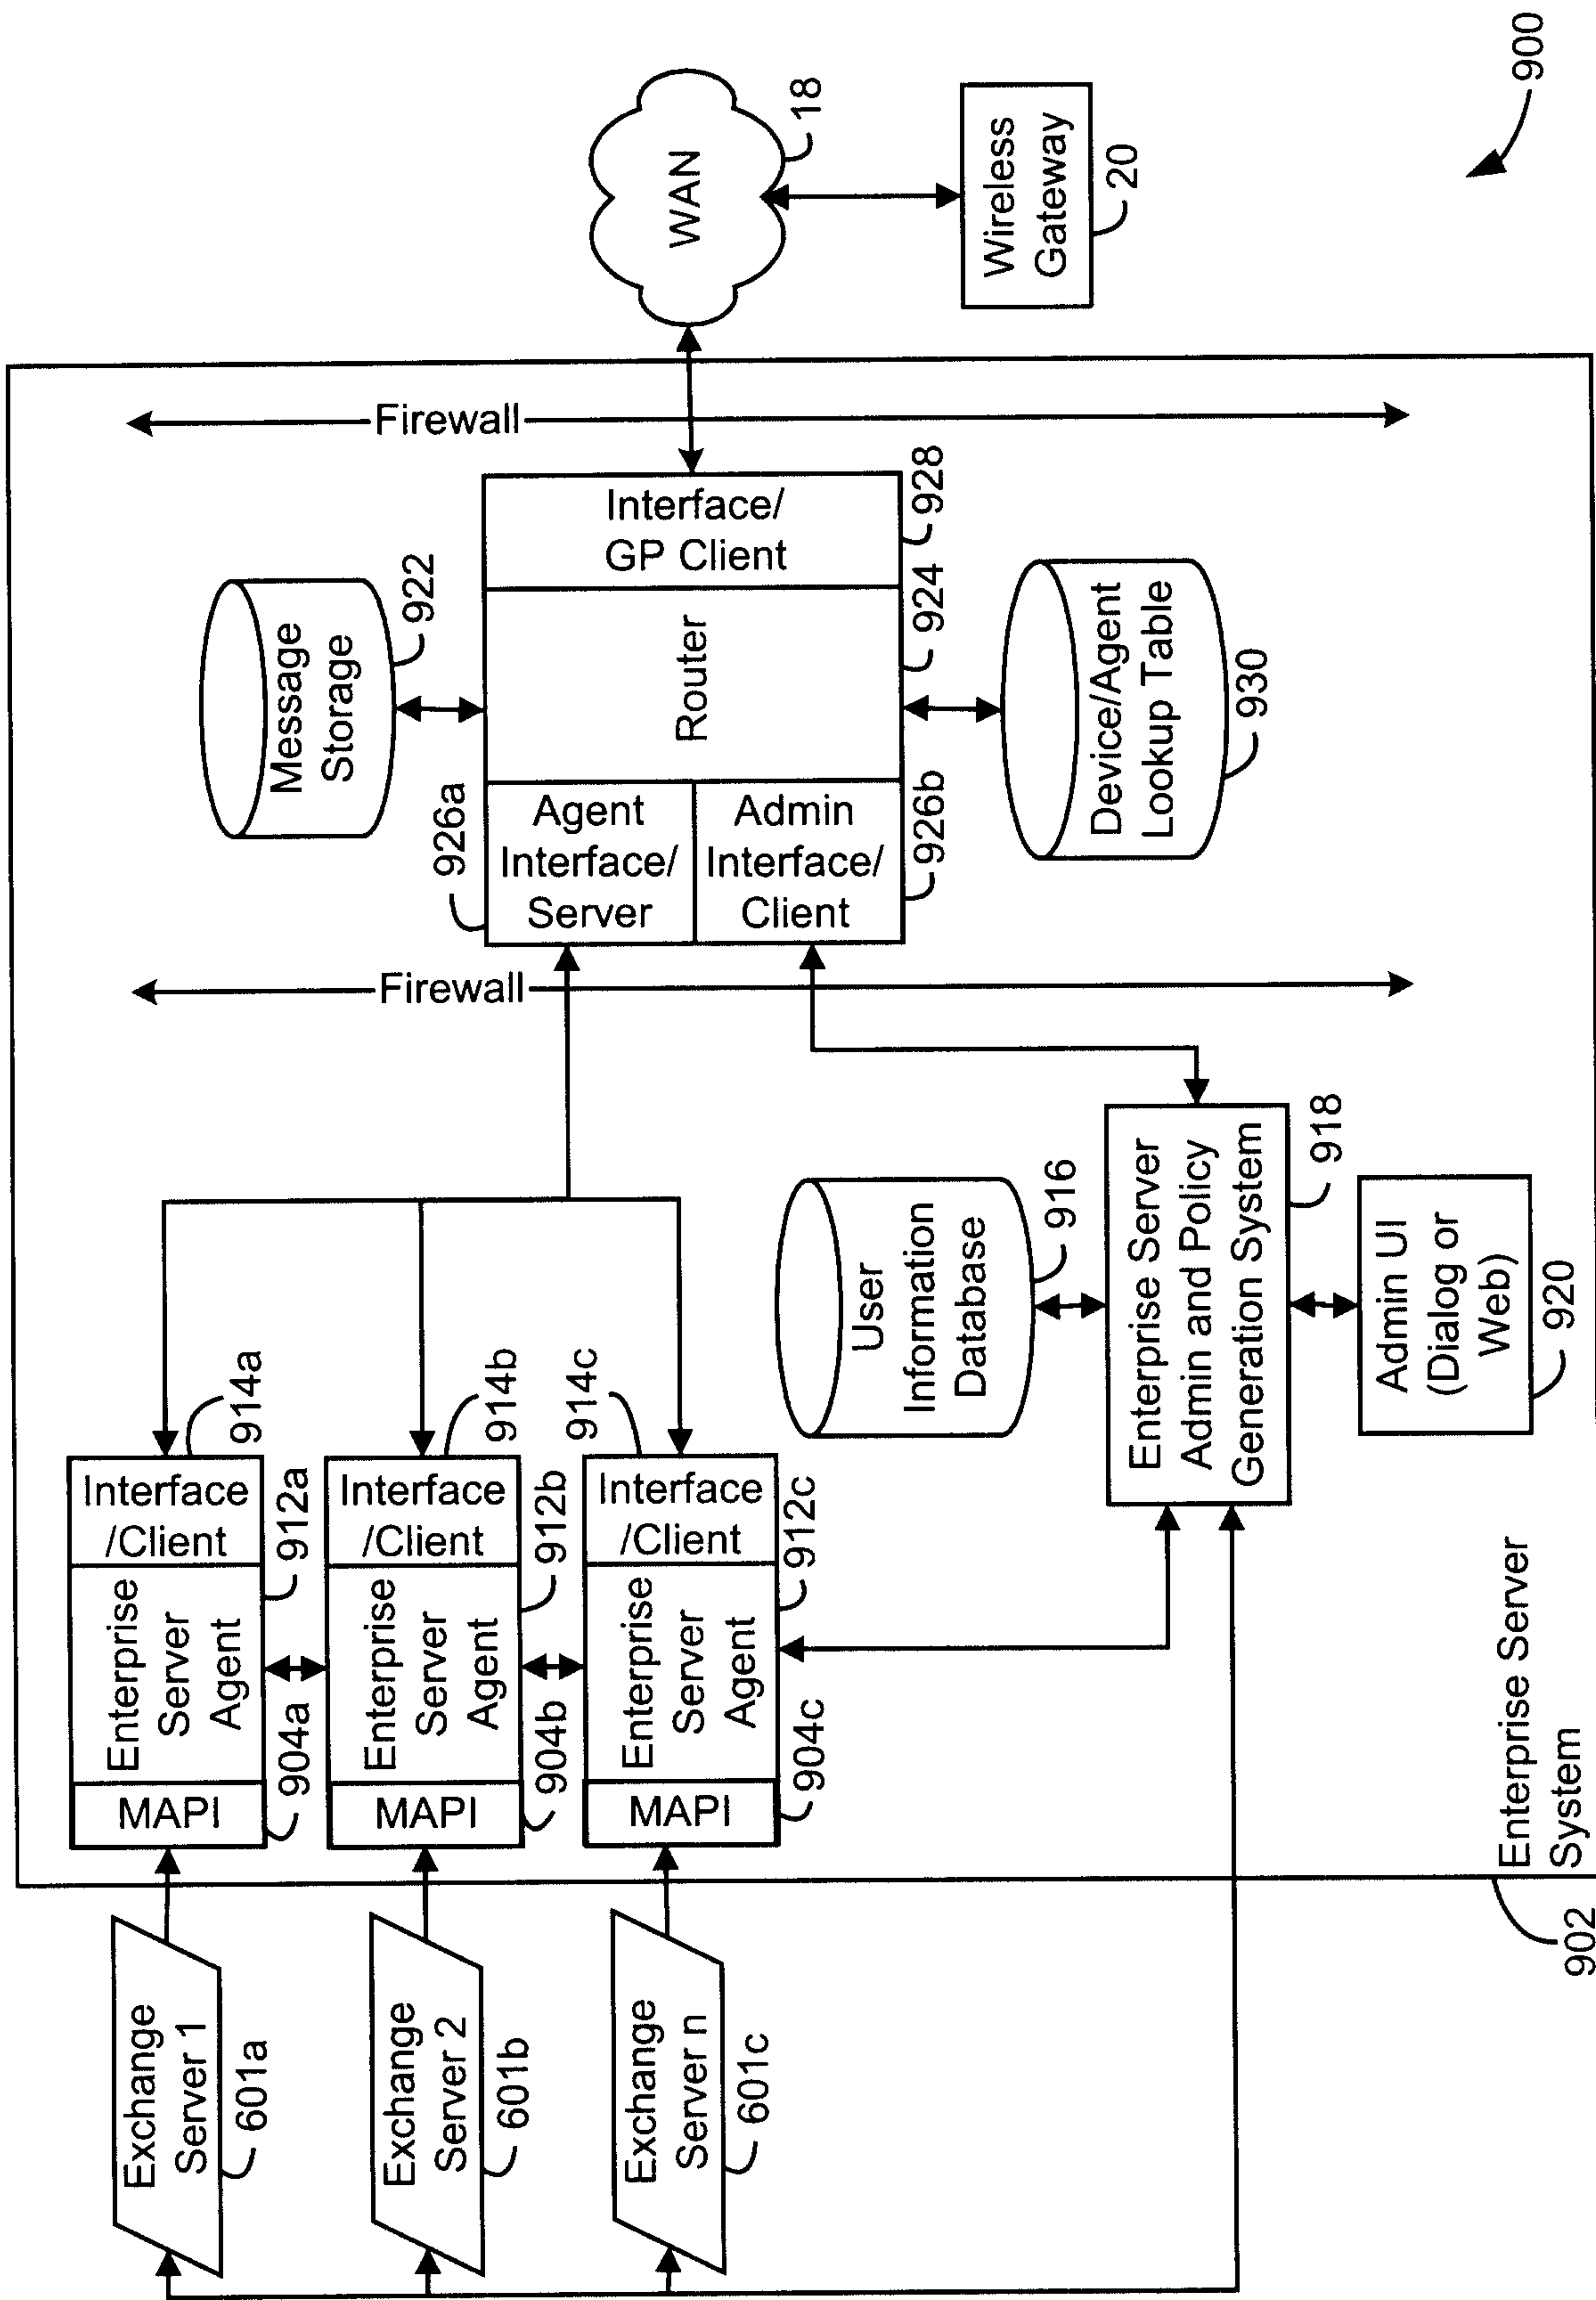 Exchange
Server 1
601a
Exchange
Server 2
601b
Exchange
Server n
601c
MAPI
904a
Enterprise
Server
Agent
912a
Interface
/Client
914a
MAPI
904b
Enterprise
Server
Agent
912b
Interface
/Client
914b
MAPI
904c
Enterprise
Server
Agent
912c
Interface
/Client
914c
User
Information
Database
916
Enterprise Server
Admin and Policy
Generation System
918
Admin UI
(Dialog or
Web)
920
Enterprise Server
System
902
Firewall
926a
Agent
Interface/
Server
Admin
Interface/
Client
926b
Message
Storage
922
Router
924
Interface/
GP Client
928
Device/Agent
Lookup Table
930
Firewall
WAN
18
Wireless
Gateway
20
900